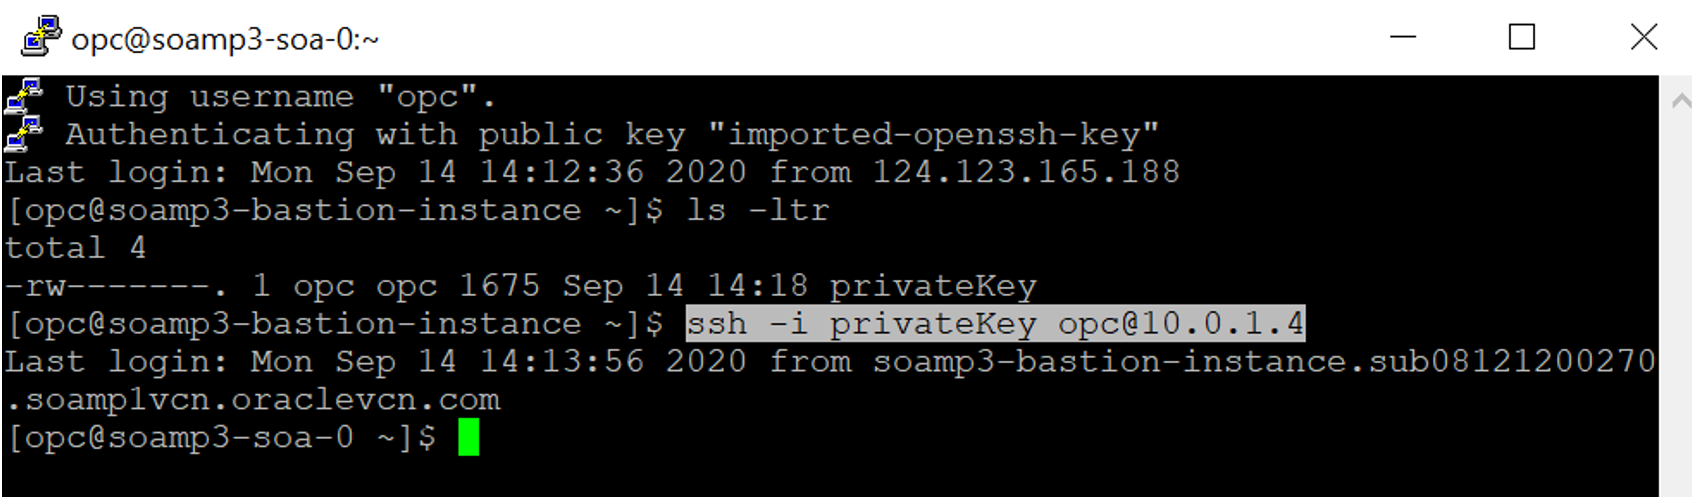 opc@soamp3-soa-0:~
Using username "opc".
Authenticating with public key "imported-openssh-key"
Last login: Mon Sep 14 14:12:36 2020 from 124.123.165.188
[opc@soamp3-bastion-instance ~]$ ls -ltr
total 4
-rw-------. 1 opc opc 1675 Sep 14 14:18 privateKey
[opc@soamp3-bastion-instance ~]$ ssh -i privateKey opc@10.0.1.4
Last login: Mon Sep 14 14:13:56 2020 from soamp3-bastion-instance.sub08121200270
.soamp1vcn.oraclevcn.com
[opc@soamp3-soa-0 ~]$